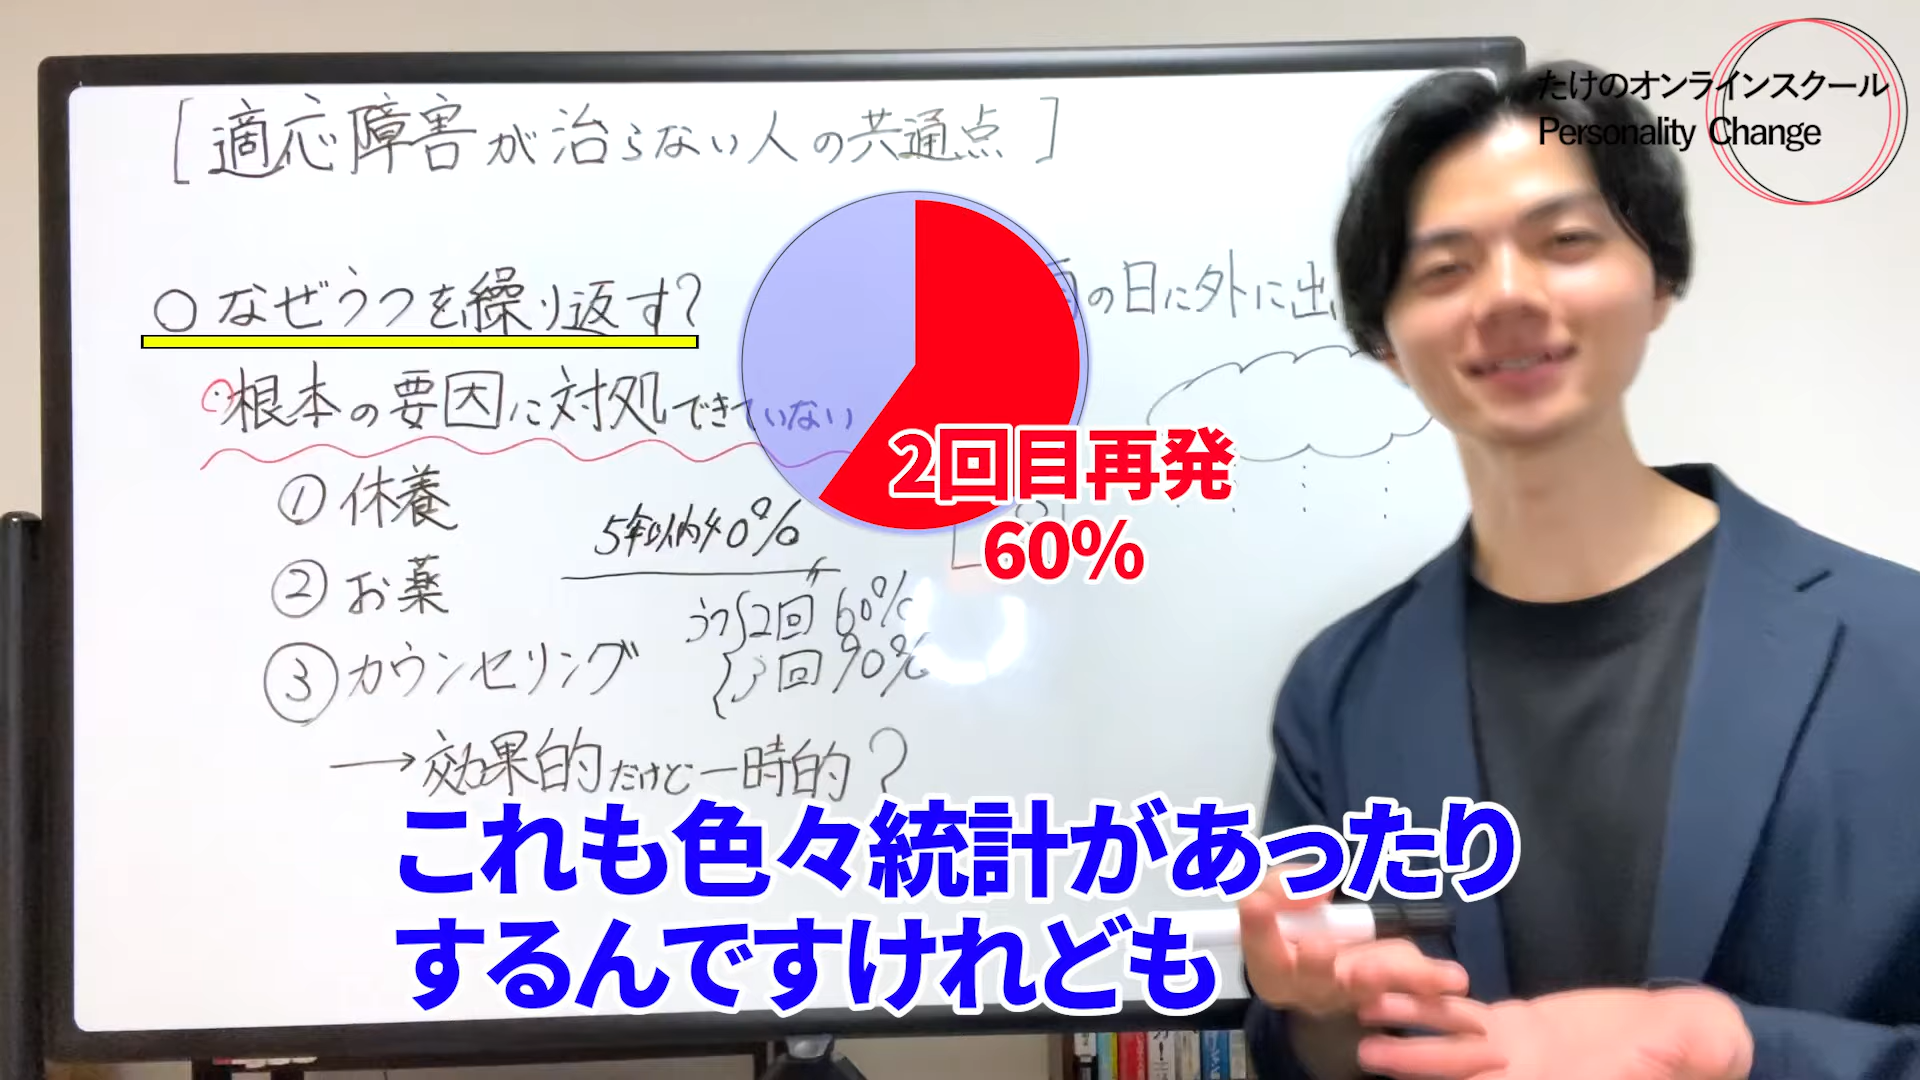 たけのオンラインスクール
Personality Change
[適応障害が治らない人の共通点]
○なぜうつを繰り返す?
の日に外に出
・根本の要因に対処できていない
2回目再発
60%
① 休養
5年以内40%
② お薬
うつ 2回 60%
③ カウンセリング
3回 90%
→効果的だけど一時的?
これも色々統計があったり
するんですけれども